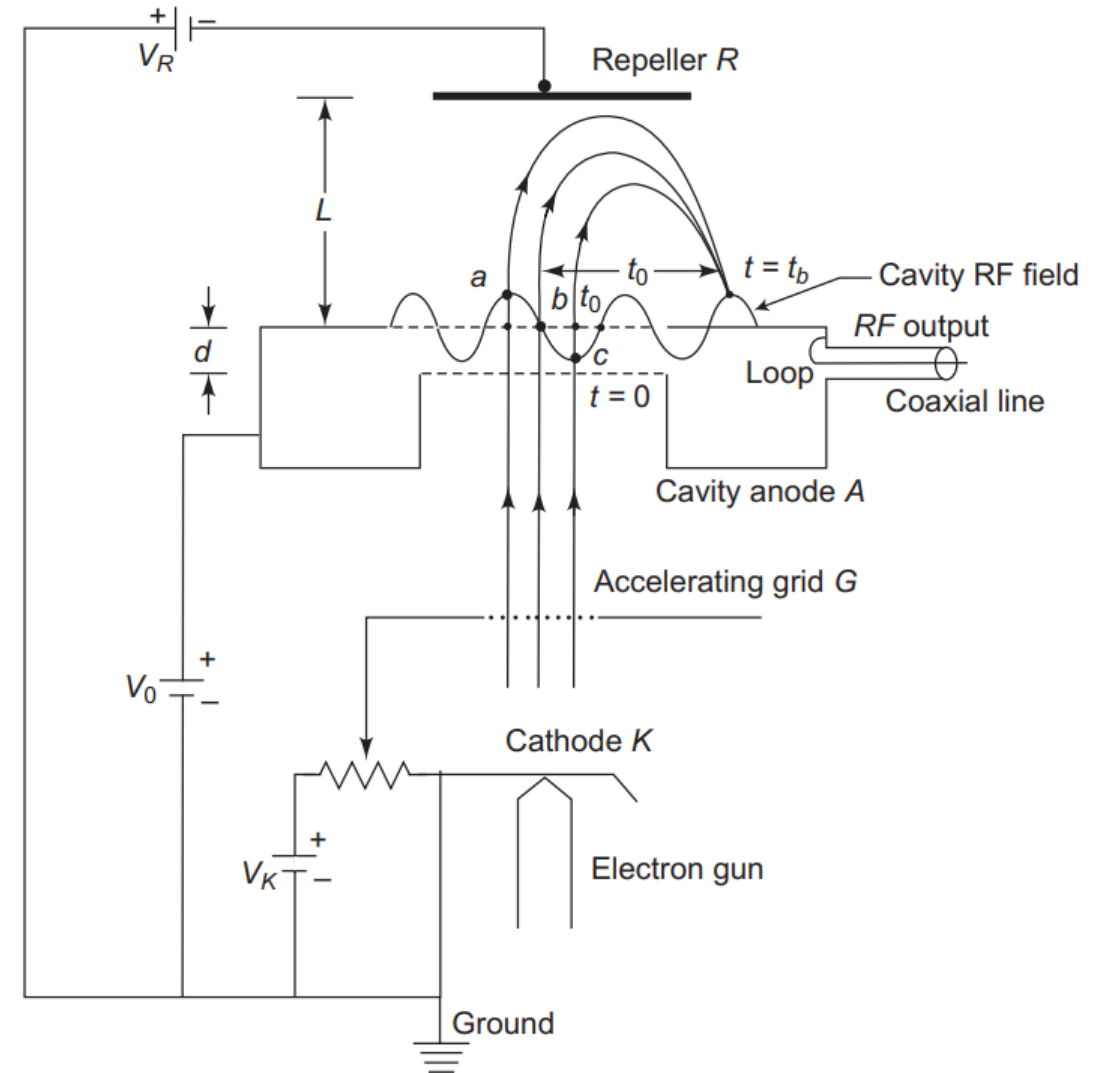 + −
V_R
Repeller R
L
a
t_0
t = t_b
Cavity RF field
b
t_0
RF output
d
c
Loop
t = 0
Coaxial line
Cavity anode A
Accelerating grid G
+
V_0
−
Cathode K
+
V_K
−
Electron gun
Ground